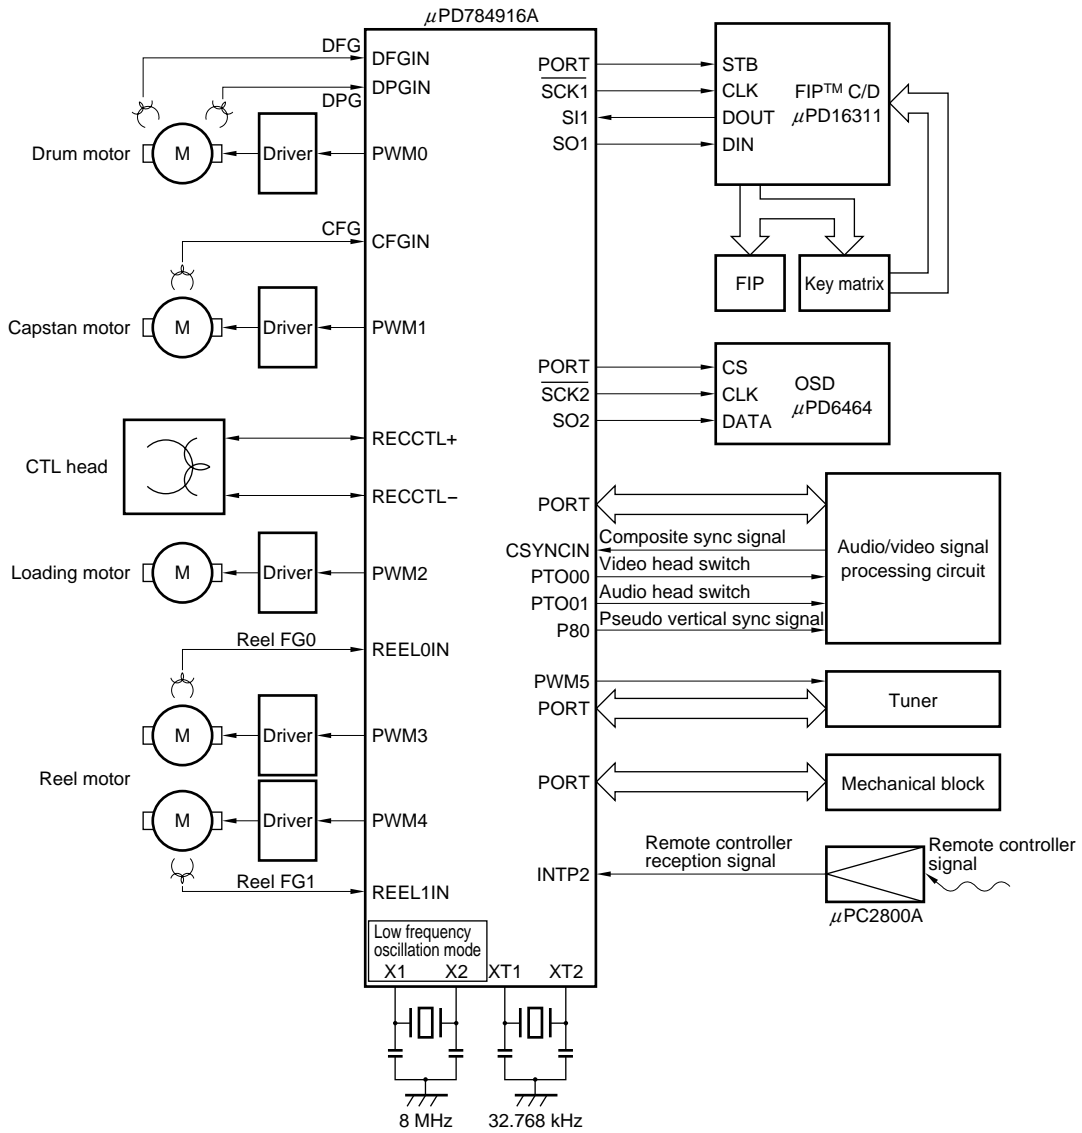 μPD784916A
DFG
DFGIN
DPGIN
DPG
Drum motor
M
Driver
PWM0
CFG
CFGIN
Capstan motor
M
Driver
PWM1
CTL head
RECCTL+
RECCTL−
Loading motor
M
Driver
PWM2
Reel FG0
REEL0IN
M
Driver
PWM3
Reel motor
M
Driver
PWM4
Reel FG1
REEL1IN
Low frequency
oscillation mode
X1
X2
XT1
XT2
8 MHz
32.768 kHz
PORT
SCK1
SI1
SO1
STB
CLK
DOUT
DIN
FIP™ C/D
μPD16311
FIP
Key matrix
PORT
SCK2
SO2
CS
CLK
DATA
OSD
μPD6464
PORT
CSYNCIN
Composite sync signal
PTO00
Video head switch
PTO01
Audio head switch
P80
Pseudo vertical sync signal
Audio/video signal
processing circuit
PWM5
PORT
Tuner
PORT
Mechanical block
INTP2
Remote controller
reception signal
Remote controller
signal
μPC2800A